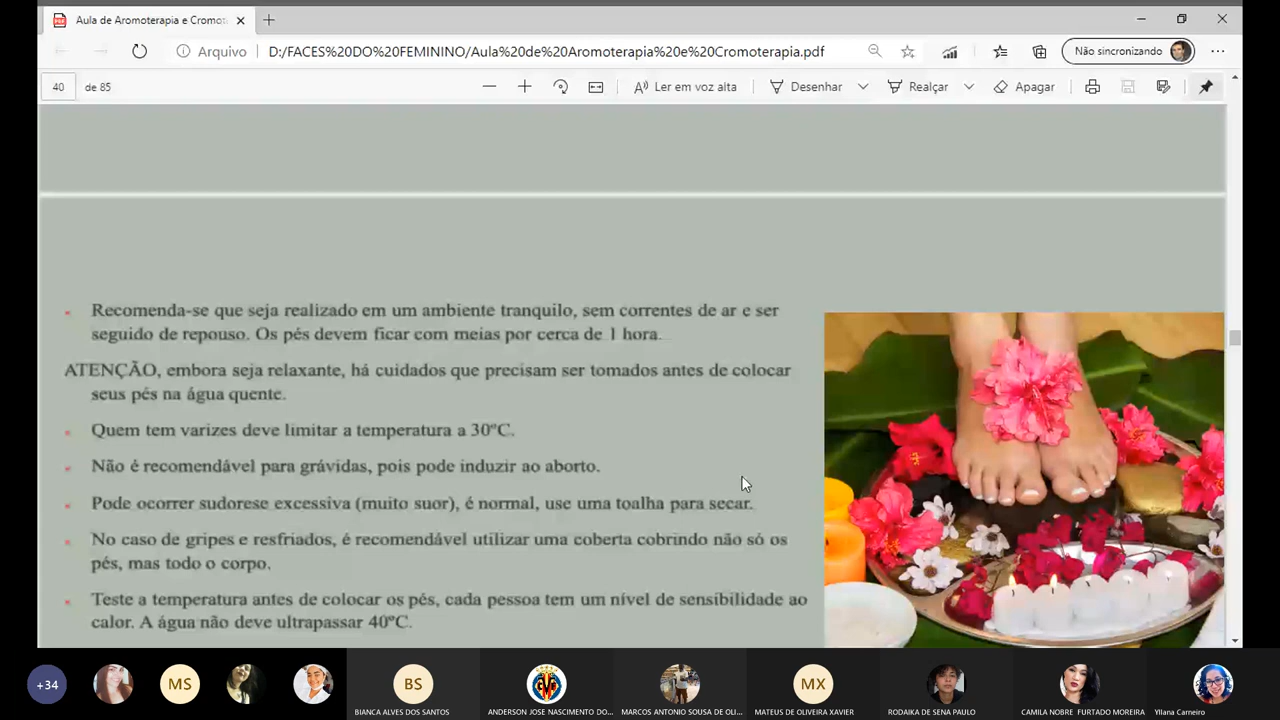 Aula de Aromoterapia e Cromot
Arquivo
D:/FACES%20DO%20FEMININO/Aula%20de%20Aromoterapia%20e%20Cromoterapia.pdf
Não sincronizando
40 de 85
Ler em voz alta
Desenhar
Realçar
Apagar
Recomenda-se que seja realizado em um ambiente tranquilo, sem correntes de ar e ser
seguido de repouso. Os pés devem ficar com meias por cerca de 1 hora.
ATENÇÃO, embora seja relaxante, há cuidados que precisam ser tomados antes de colocar
seus pés na água quente.
Quem tem varizes deve limitar a temperatura a 30ºC.
Não é recomendável para grávidas, pois pode induzir ao aborto.
Pode ocorrer sudorese excessiva (muito suor), é normal, use uma toalha para secar.
No caso de gripes e resfriados, é recomendável utilizar uma coberta cobrindo não só os
pés, mas todo o corpo.
Teste a temperatura antes de colocar os pés, cada pessoa tem um nível de sensibilidade ao
calor. A água não deve ultrapassar 40ºC.
+34
MS
BS
MX
BIANCA ALVES DOS SANTOS
ANDERSON JOSE NASCIMENTO DO...
MARCOS ANTONIO SOUSA DE OLI...
MATEUS DE OLIVEIRA XAVIER
RODAIKA DE SENA PAULO
CAMILA NOBRE FURTADO MOREIRA
Yllana Carneiro